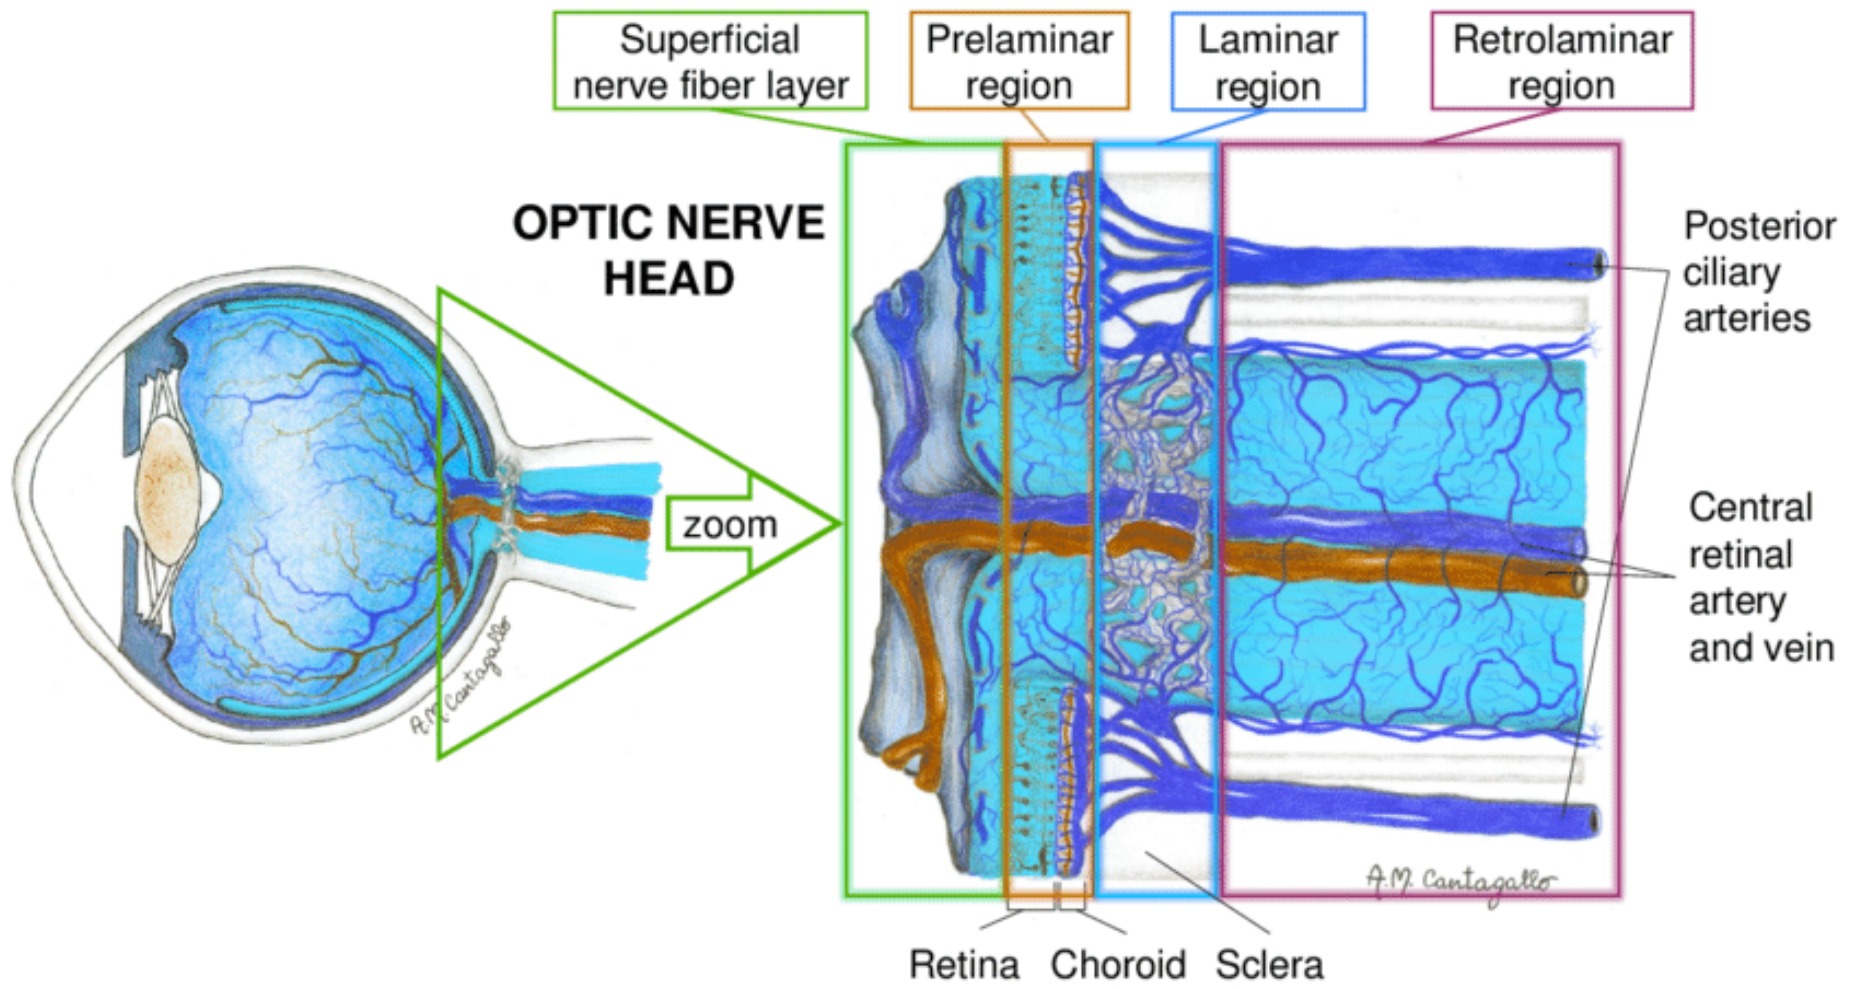 Superficial
nerve fiber layer
Prelaminar
region
Laminar
region
Retrolaminar
region
OPTIC NERVE
HEAD
zoom
Posterior
ciliary
arteries
Central
retinal
artery
and vein
A.M. Cantagallo
A.M. Cantagallo
Retina
Choroid
Sclera